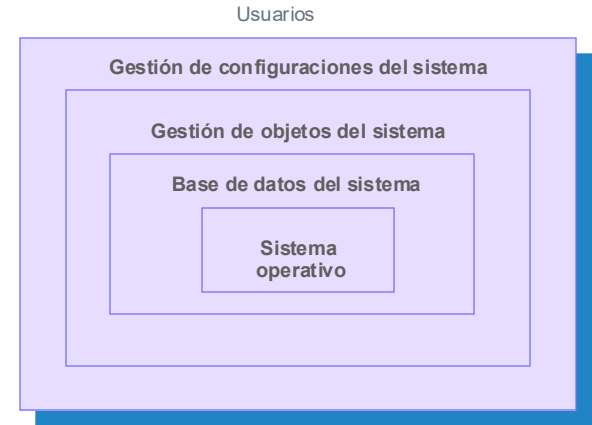 Usuarios
Gestión de configuraciones del sistema
Gestión de objetos del sistema
Base de datos del sistema
Sistema
operativo